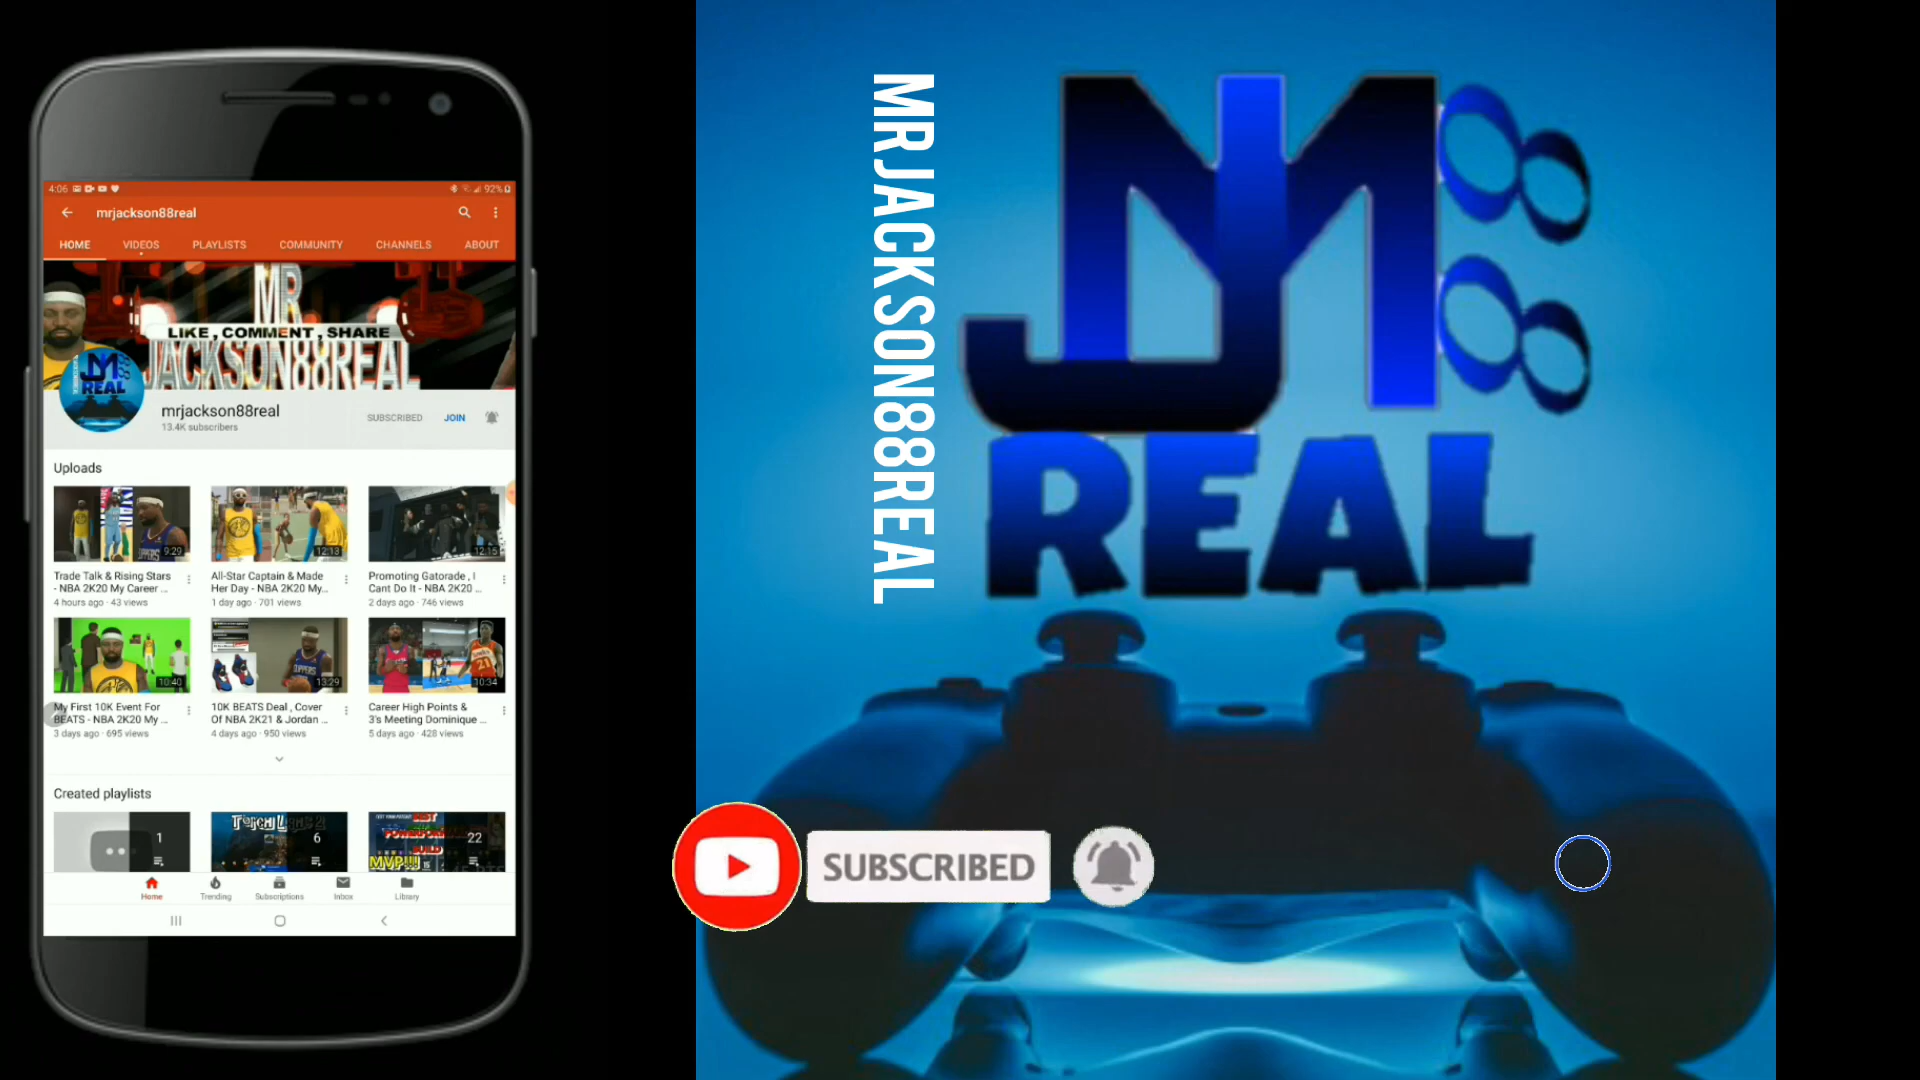 4:06
92%
mrjackson88real
HOME VIDEOS PLAYLISTS COMMUNITY CHANNELS ABOUT
MR
LIKE , COMMENT , SHARE
JACKSON88REAL
JM
REAL
mrjackson88real
13.4K subscribers
SUBSCRIBED JOIN
Uploads
9:29
Trade Talk & Rising Stars
- NBA 2K20 My Career ...
4 hours ago · 43 views
12:13
All-Star Captain & Made
Her Day - NBA 2K20 My...
1 day ago · 701 views
12:15
Promoting Gatorade , I
Cant Do It - NBA 2K20 ...
2 days ago · 746 views
10:40
My First 10K Event For
BEATS - NBA 2K20 My ...
3 days ago · 695 views
CLIPPERS
13:29
10K BEATS Deal , Cover
Of NBA 2K21 & Jordan ...
4 days ago · 950 views
21
10:34
Career High Points &
3's Meeting Dominique ...
5 days ago · 428 views
Created playlists
1
6
BEST
BUILD
MVP!!!
22
Home Trending Subscriptions Inbox Library
MRJACKSON88REAL
JM88
REAL
SUBSCRIBED